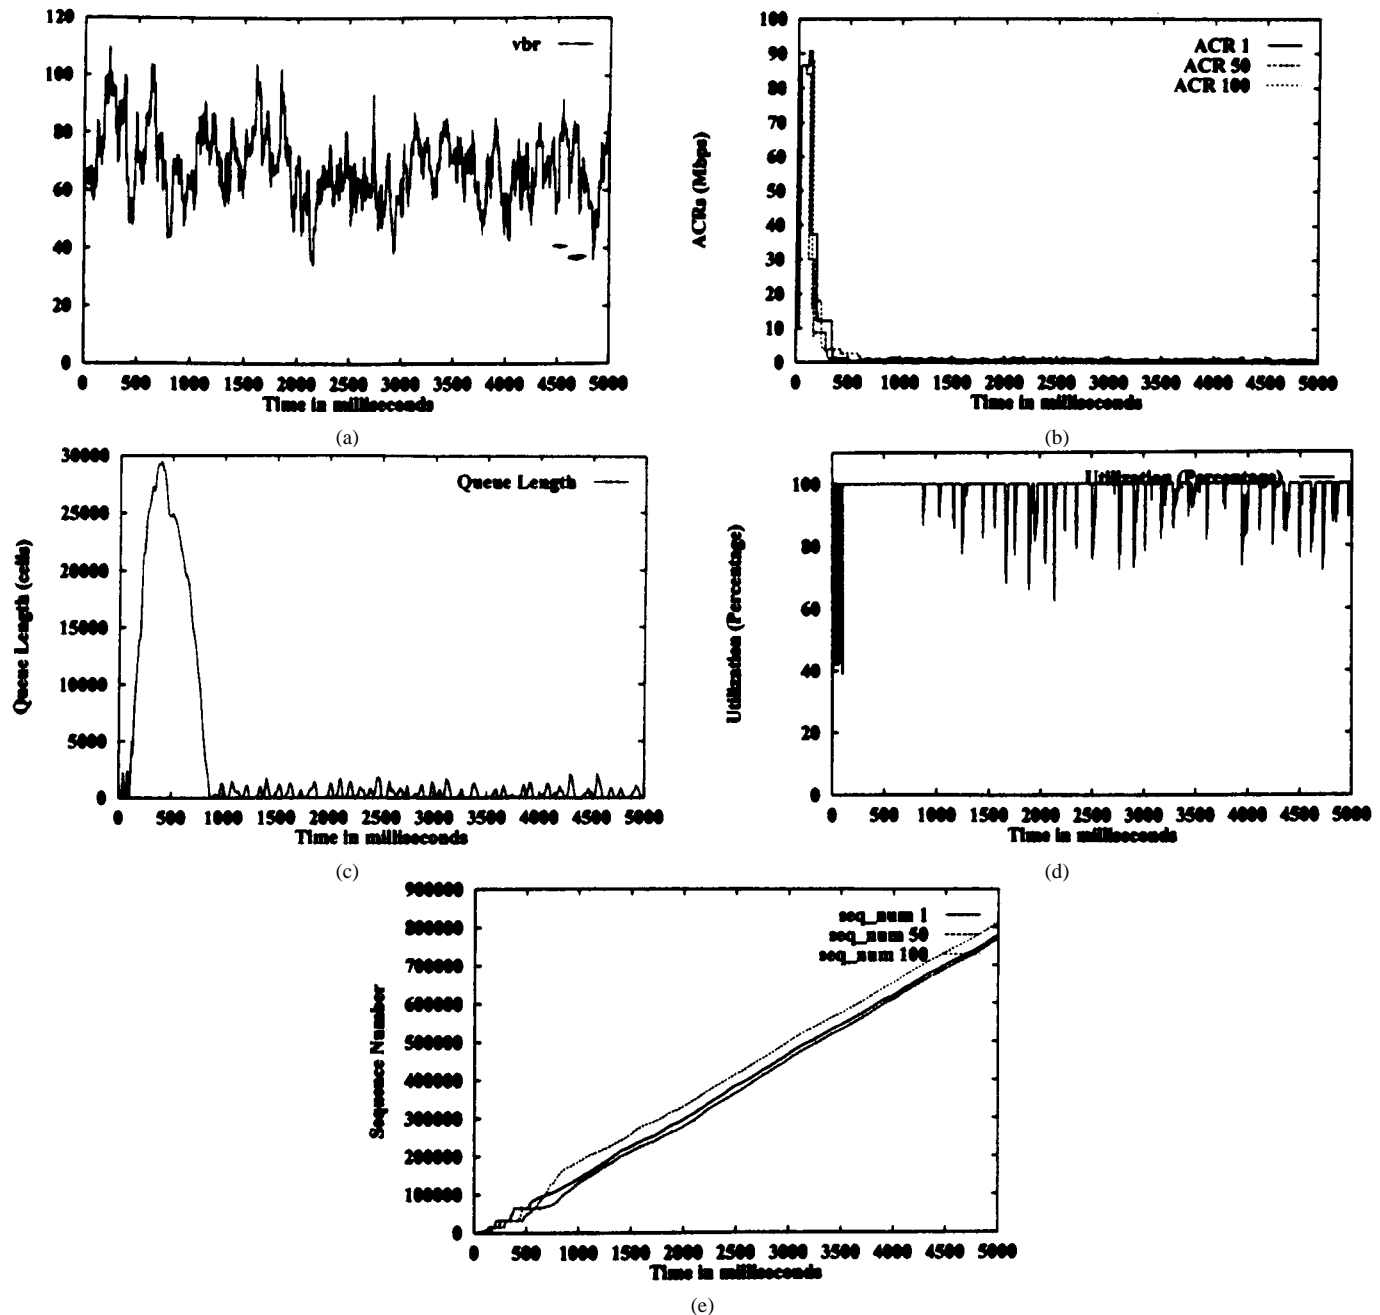 120
100
80
60
40
20
0
vbr
0 500 1000 1500 2000 2500 3000 3500 4000 4500 5000
Time in milliseconds
(a)
100
90
80
70
60
50
40
30
20
10
0
ACRs (Mbps)
ACR 1
ACR 50
ACR 100
0 500 1000 1500 2000 2500 3000 3500 4000 4500 5000
Time in milliseconds
(b)
30000
25000
20000
15000
10000
5000
0
Queue Length (cells)
Queue Length
0 500 1000 1500 2000 2500 3000 3500 4000 4500 5000
Time in milliseconds
(c)
100
80
60
40
20
0
Utilization (Percentage)
Utilization (Percentage)
0 500 1000 1500 2000 2500 3000 3500 4000 4500 5000
Time in milliseconds
(d)
900000
800000
700000
600000
500000
400000
300000
200000
100000
0
Sequence Number
seq_num 1
seq_num 50
seq_num 100
0 500 1000 1500 2000 2500 3000 3500 4000 4500 5000
Time in milliseconds
(e)